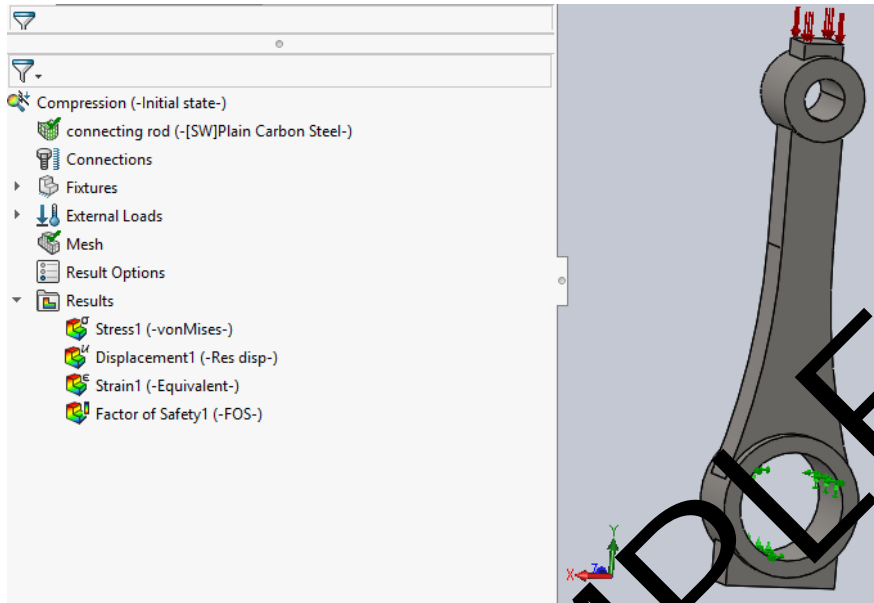 Compression (-Initial state-)
connecting rod (-[SW]Plain Carbon Steel-)
Connections
Fixtures
External Loads
Mesh
Result Options
Results
Stress1 (-vonMises-)
Displacement1 (-Res disp-)
Strain1 (-Equivalent-)
Factor of Safety1 (-FOS-)
Y
X
Z